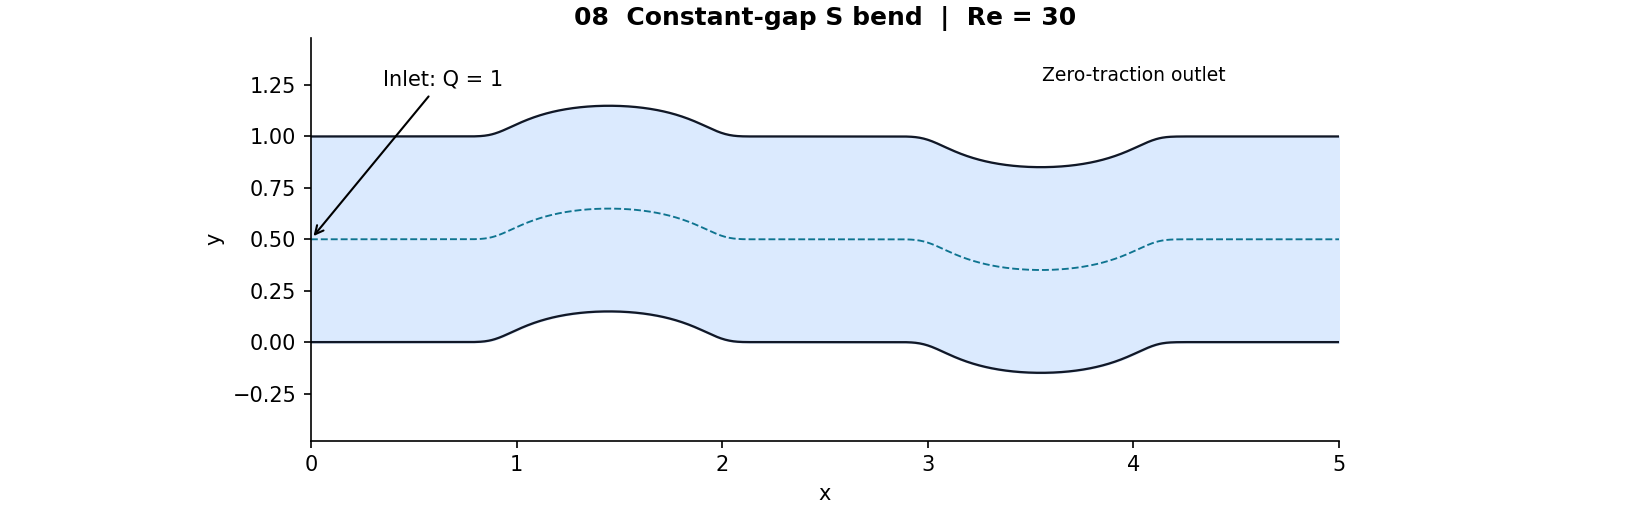 08 Constant-gap S bend | Re = 30
Inlet: Q = 1
Zero-traction outlet
1.25
1.00
0.75
0.50
0.25
0.00
−0.25
y
0 1 2 3 4 5
x